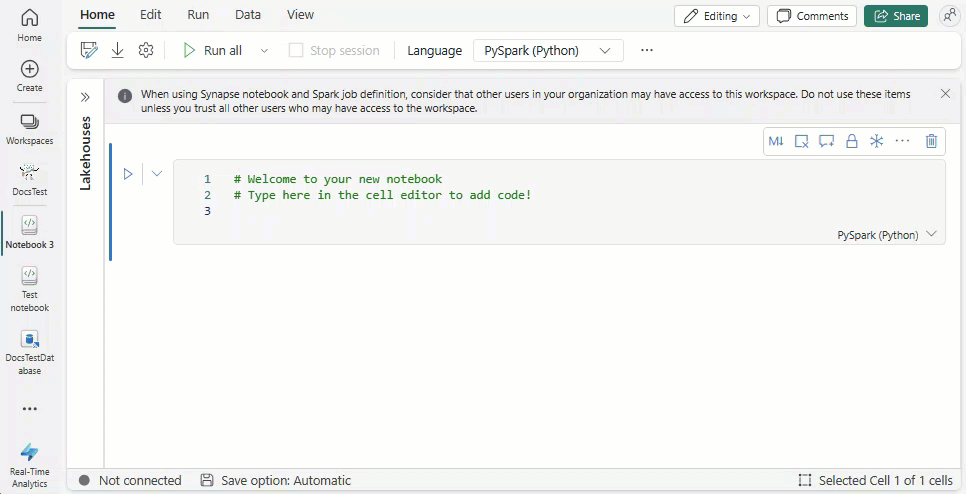 Home
Create
Workspaces
DocsTest
Notebook 3
Test
notebook
DocsTestDat
abase
Real-Time
Analytics
Home Edit Run Data View
Editing Comments Share
Run all Stop session Language PySpark (Python)
Lakehouses
When using Synapse notebook and Spark job definition, consider that other users in your organization may have access to this workspace. Do not use these items
unless you trust all other users who may have access to the workspace.
M↓
1 # Welcome to your new notebook
2 # Type here in the cell editor to add code!
3
PySpark (Python)
Not connected Save option: Automatic Selected Cell 1 of 1 cells